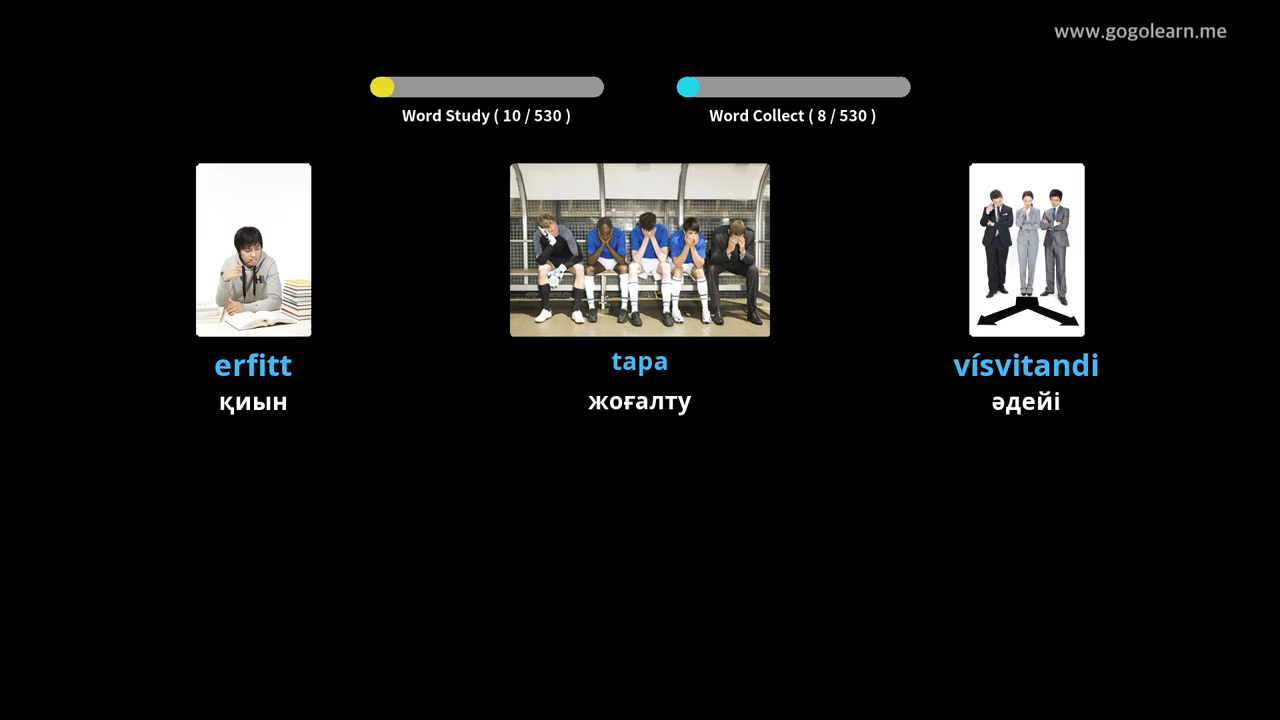 www.gogolearn.me
Word Study ( 10 / 530 )
Word Collect ( 8 / 530 )
erfitt
қиын
tapa
жоғалту
vísvitandi
әдейі